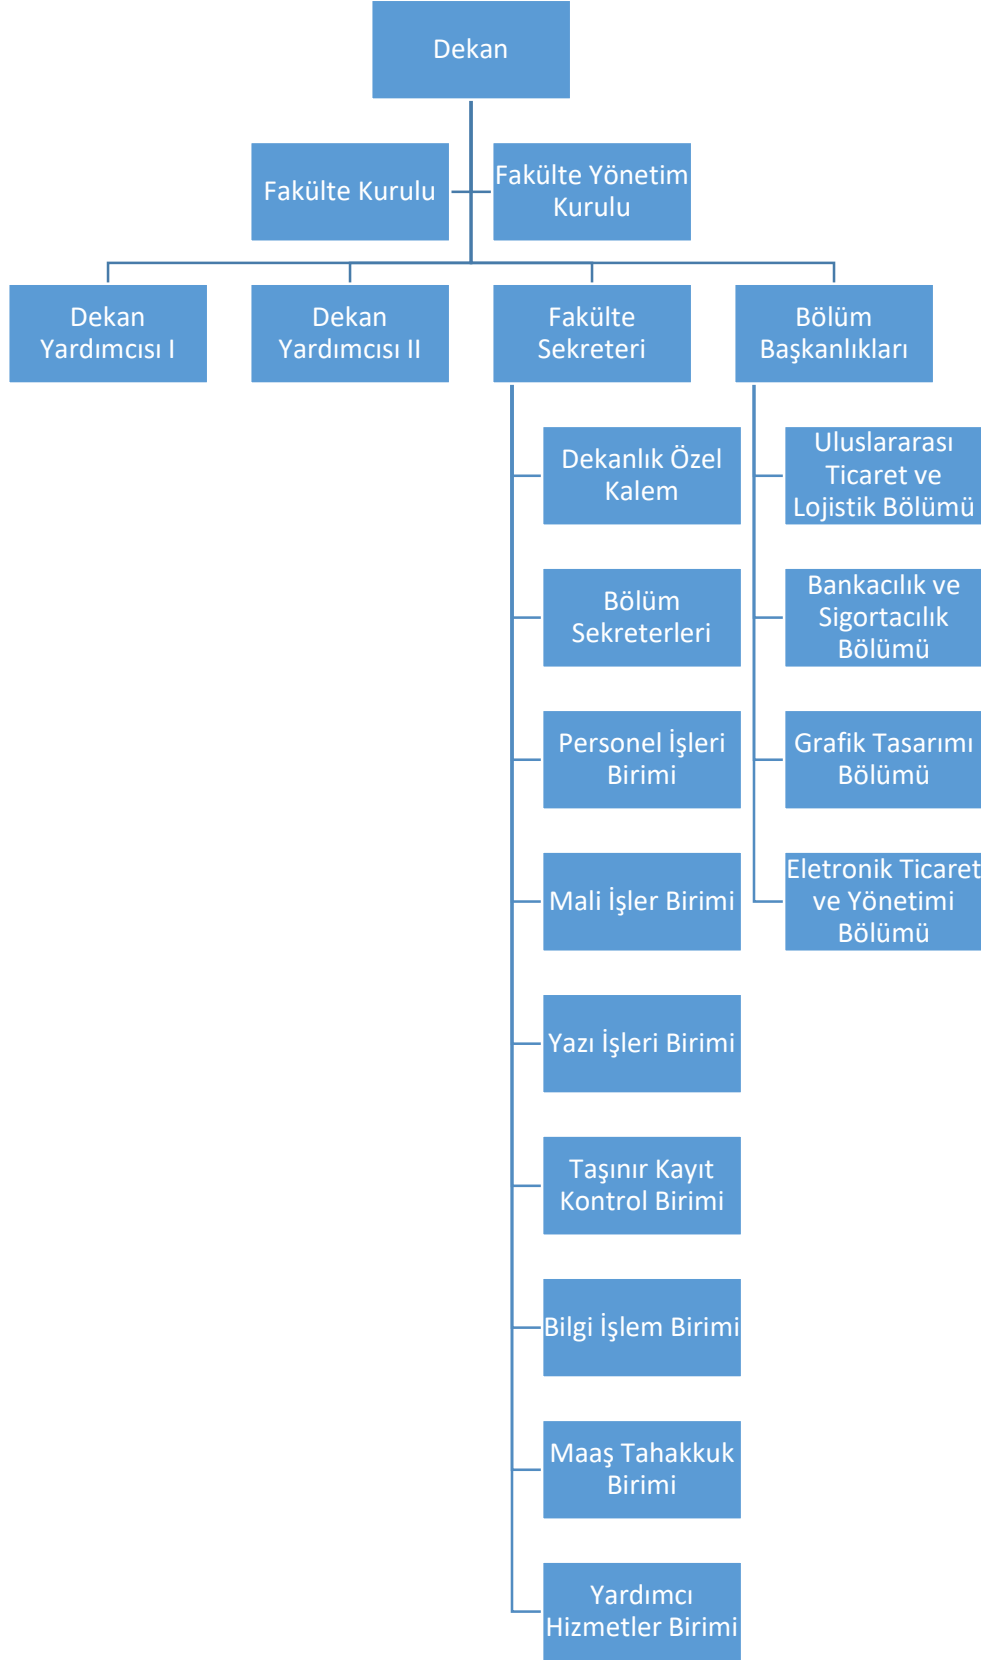 Dekan
Fakülte Kurulu
Fakülte Yönetim
Kurulu
Dekan
Yardımcısı I
Dekan
Yardımcısı II
Fakülte
Sekreteri
Bölüm
Başkanlıkları
Dekanlık Özel
Kalem
Bölüm
Sekreterleri
Personel İşleri
Birimi
Mali İşler Birimi
Yazı İşleri Birimi
Taşınır Kayıt
Kontrol Birimi
Bilgi İşlem Birimi
Maaş Tahakkuk
Birimi
Yardımcı
Hizmetler Birimi
Uluslararası
Ticaret ve
Lojistik Bölümü
Bankacılık ve
Sigortacılık
Bölümü
Grafik Tasarımı
Bölümü
Eletronik Ticaret
ve Yönetimi
Bölümü